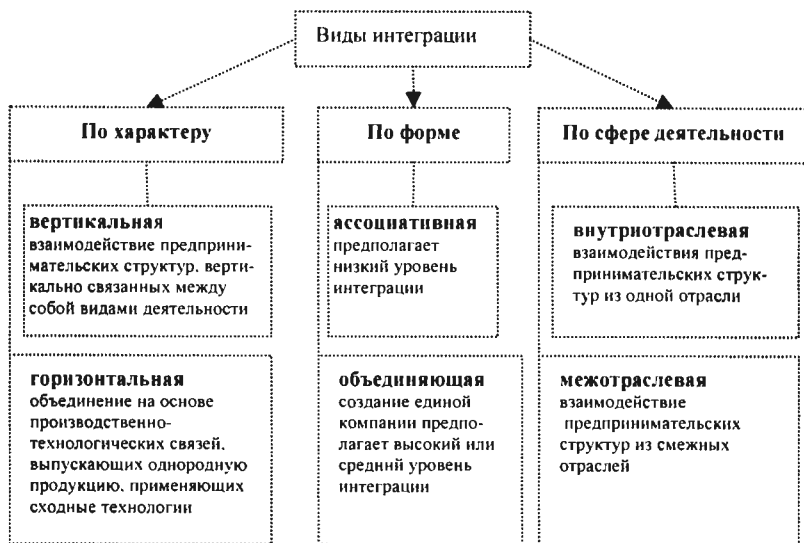 Виды интеграции
По характеру
По форме
По сфере деятельности
вертикальная
взаимодействие предприни-
мательских структур, верти-
кально связанных между
собой видами деятельности
ассоциативная
предполагает
низкий уровень
интеграции
внутриотраслевая
взаимодействия пред-
принимательских струк-
тур из одной отрасли
горизонтальная
объединение на основе
производственно-
технологических связей,
выпускающих однородную
продукцию, применяющих
сходные технологии
объединяющая
создание единой
компании предпо-
лагает высокий или
средний уровень
интеграции
межотраслевая
взаимодействие
предпринимательских
структур из смежных
отраслей